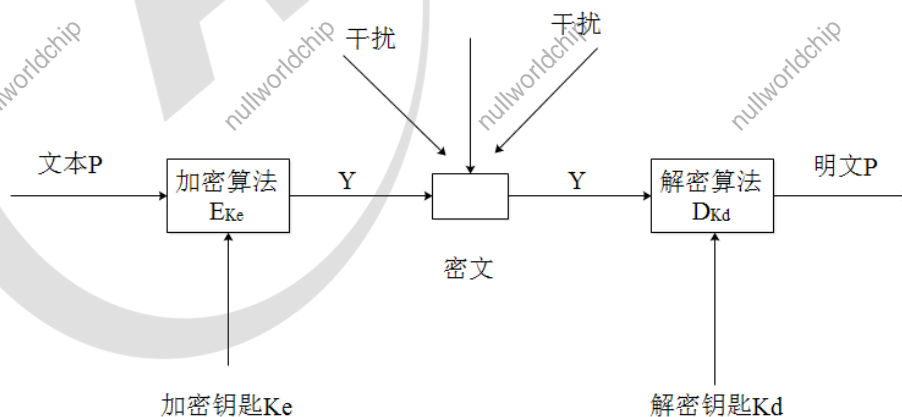 干扰
干扰
文本P
加密算法
EKe
Y
Y
解密算法
DKd
明文P
密文
加密钥匙Ke
解密钥匙Kd
nullworldchip
nullworldchip
nullworldchip
nullworldchip